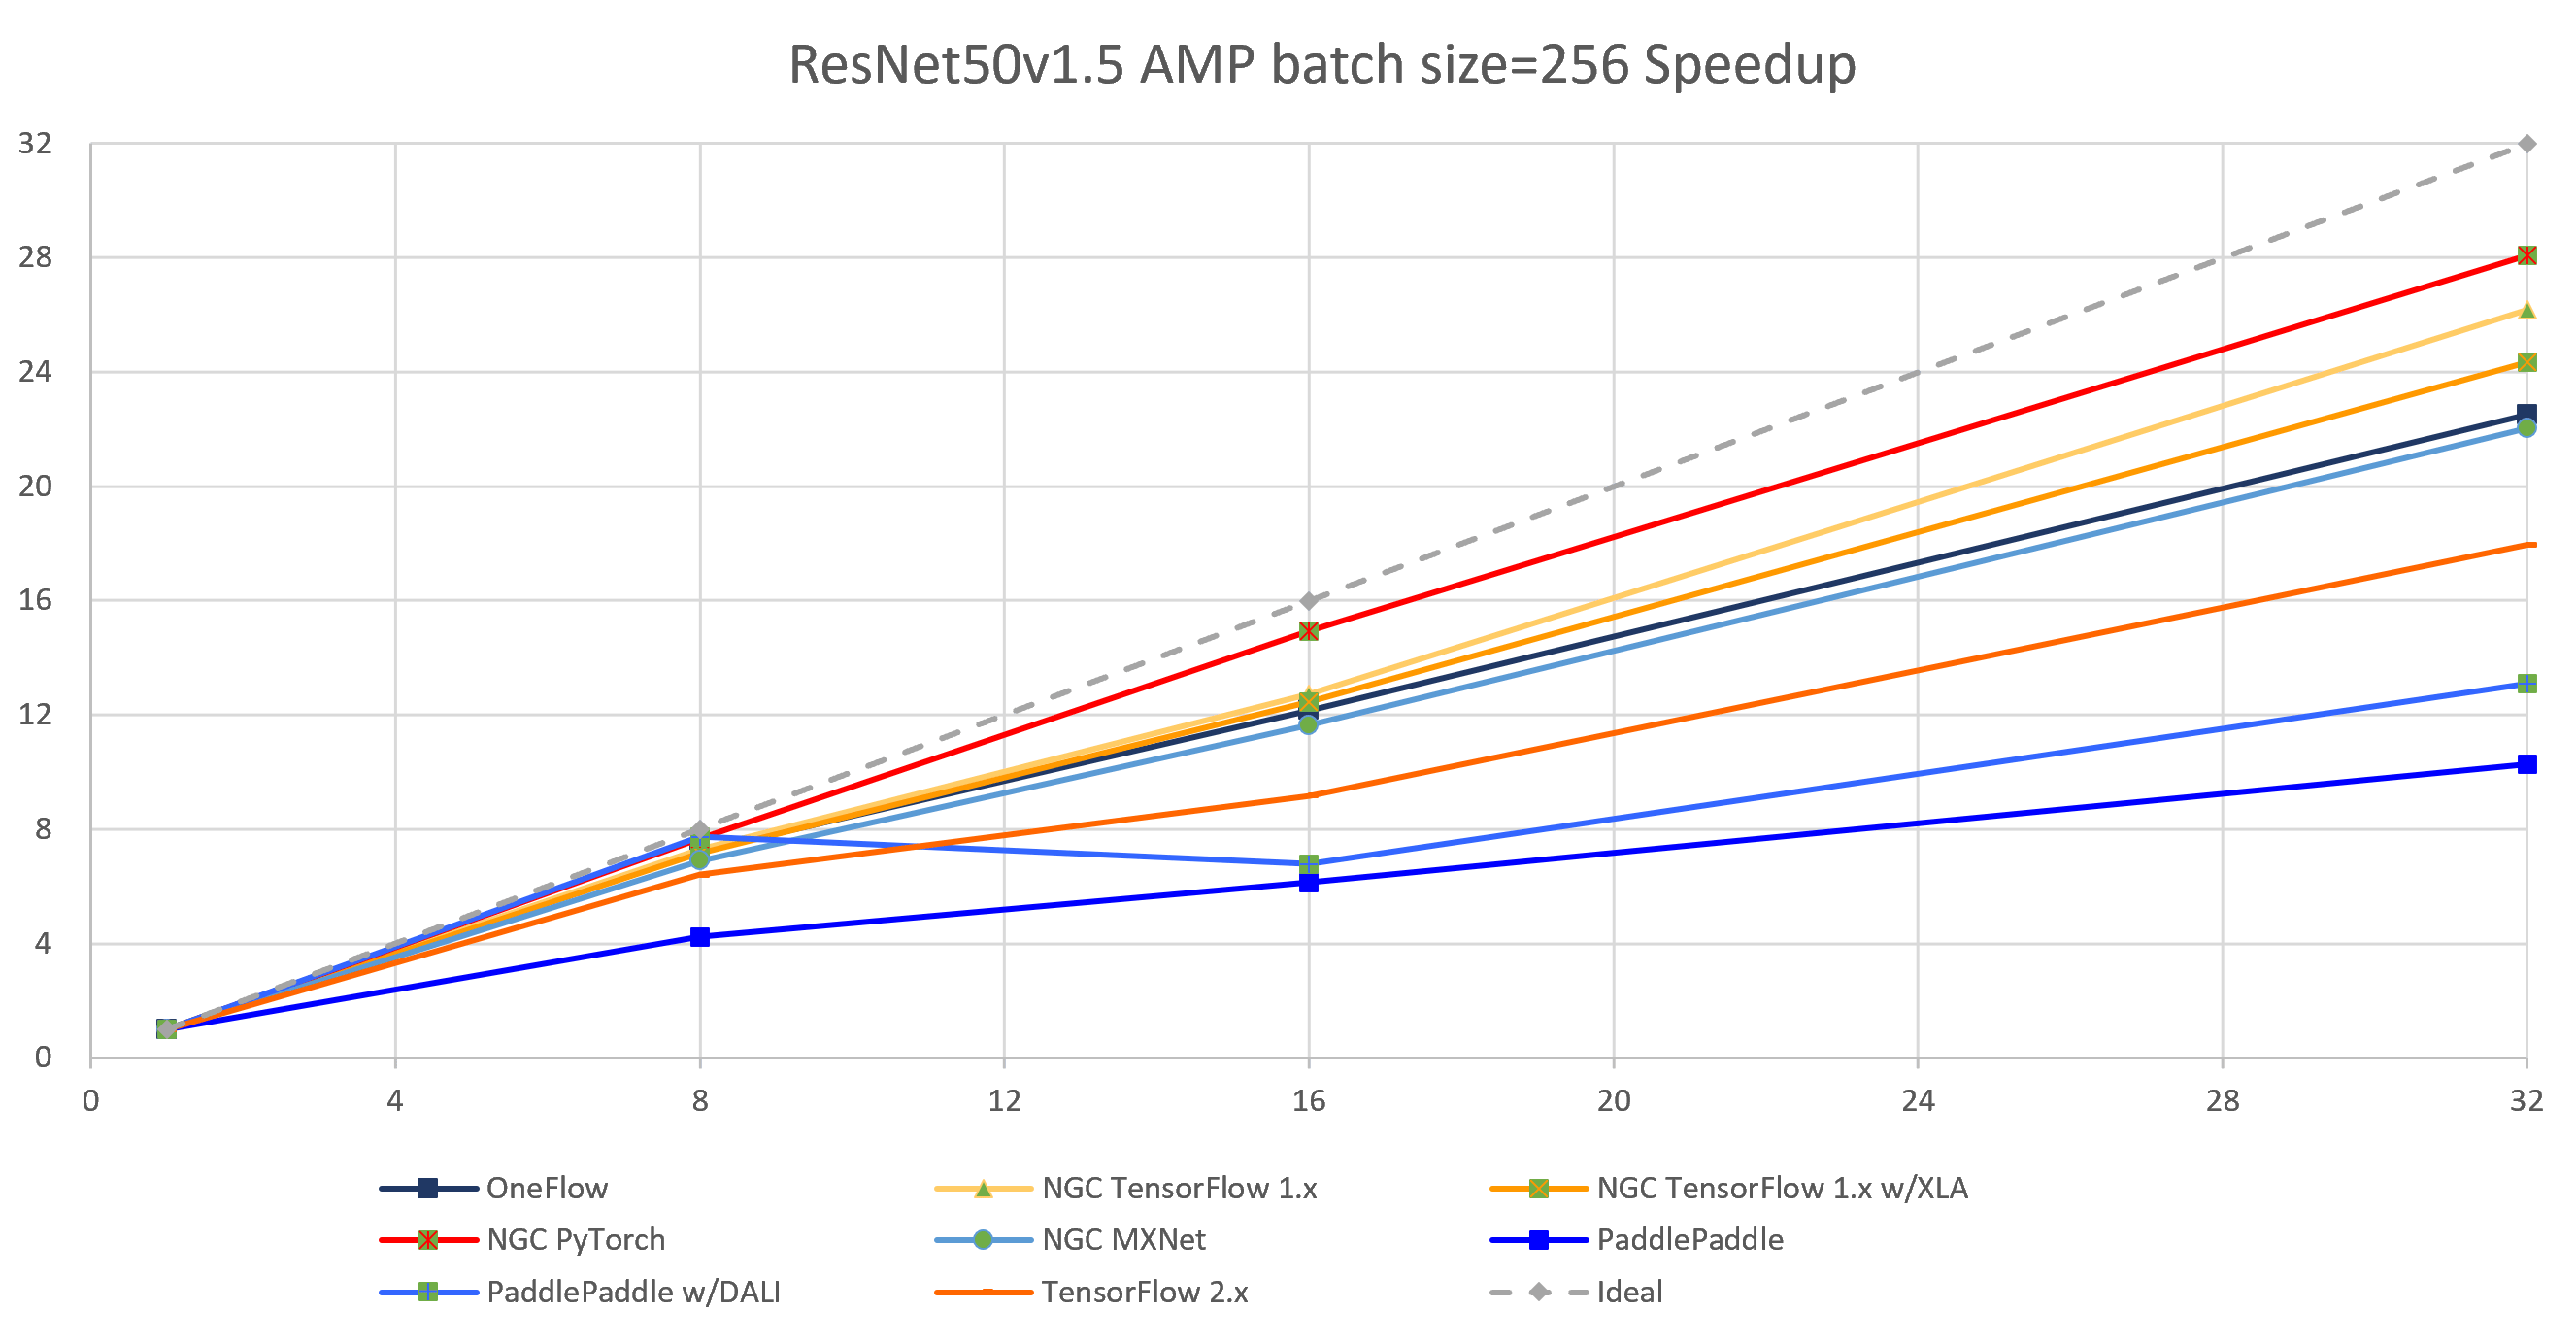 ResNet50v1.5 AMP batch size=256 Speedup
32
28
24
20
16
12
8
4
0
0 4 8 12 16 20 24 28 32
OneFlow NGC TensorFlow 1.x NGC TensorFlow 1.x w/XLA
NGC PyTorch NGC MXNet PaddlePaddle
PaddlePaddle w/DALI TensorFlow 2.x Ideal